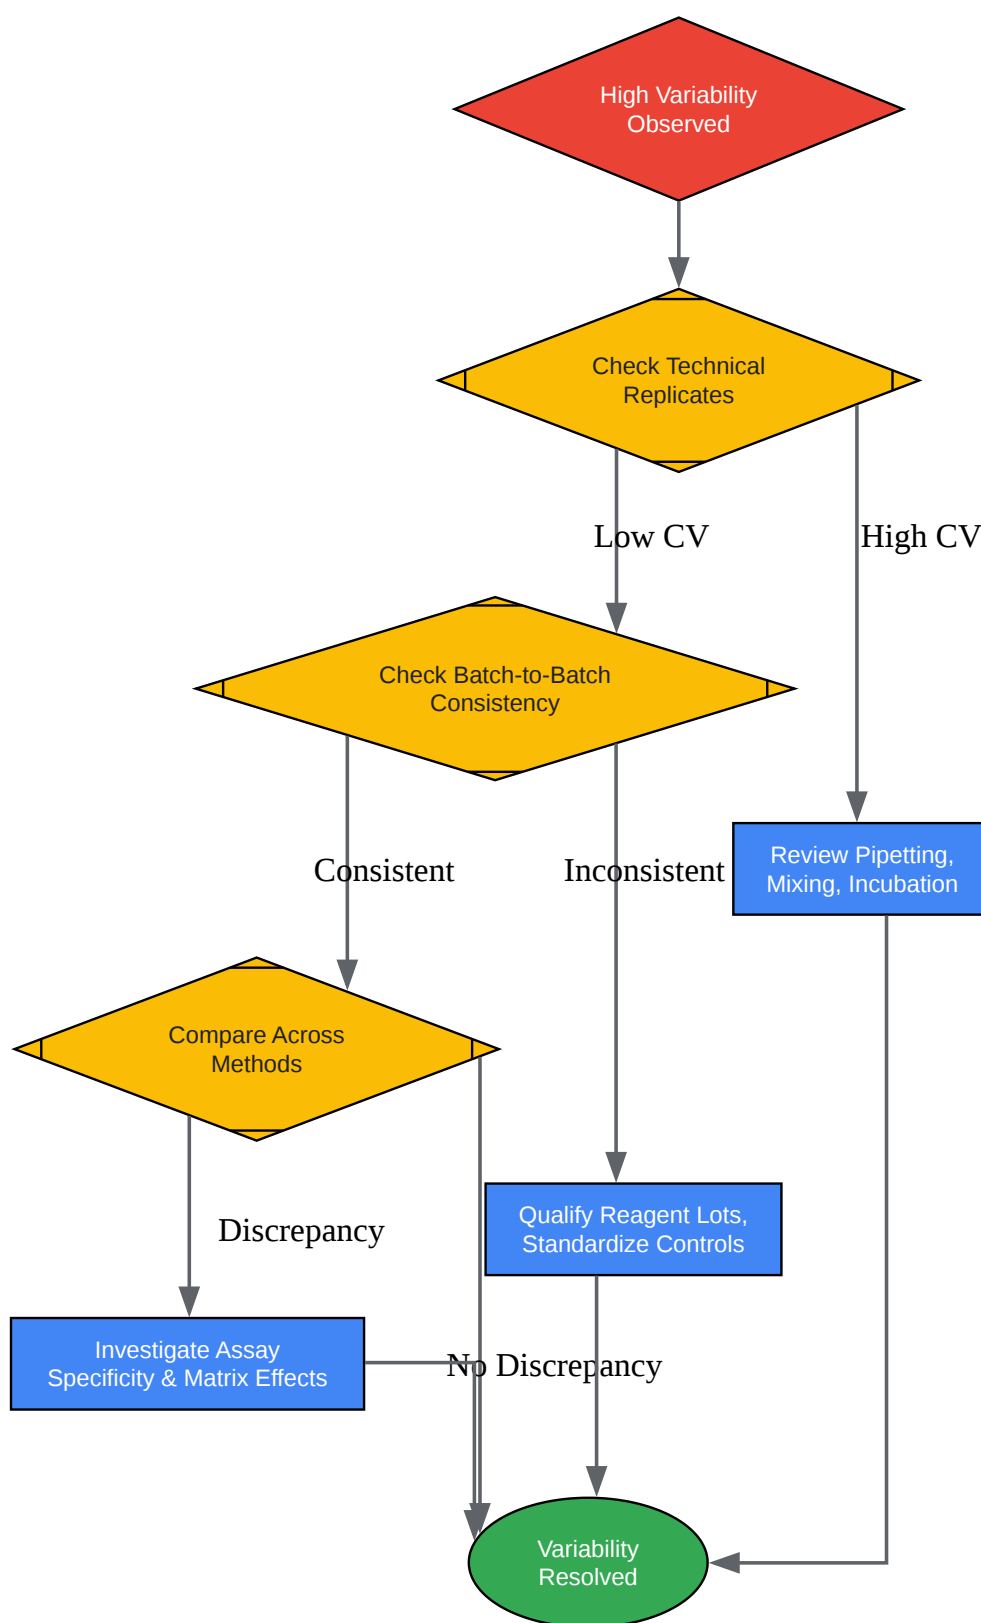 High Variability
Observed
Check Technical
Replicates
Low CV
High CV
Check Batch-to-Batch
Consistency
Consistent
Inconsistent
Review Pipetting,
Mixing, Incubation
Compare Across
Methods
Discrepancy
Qualify Reagent Lots,
Standardize Controls
Investigate Assay
Specificity & Matrix Effects
No Discrepancy
Variability
Resolved